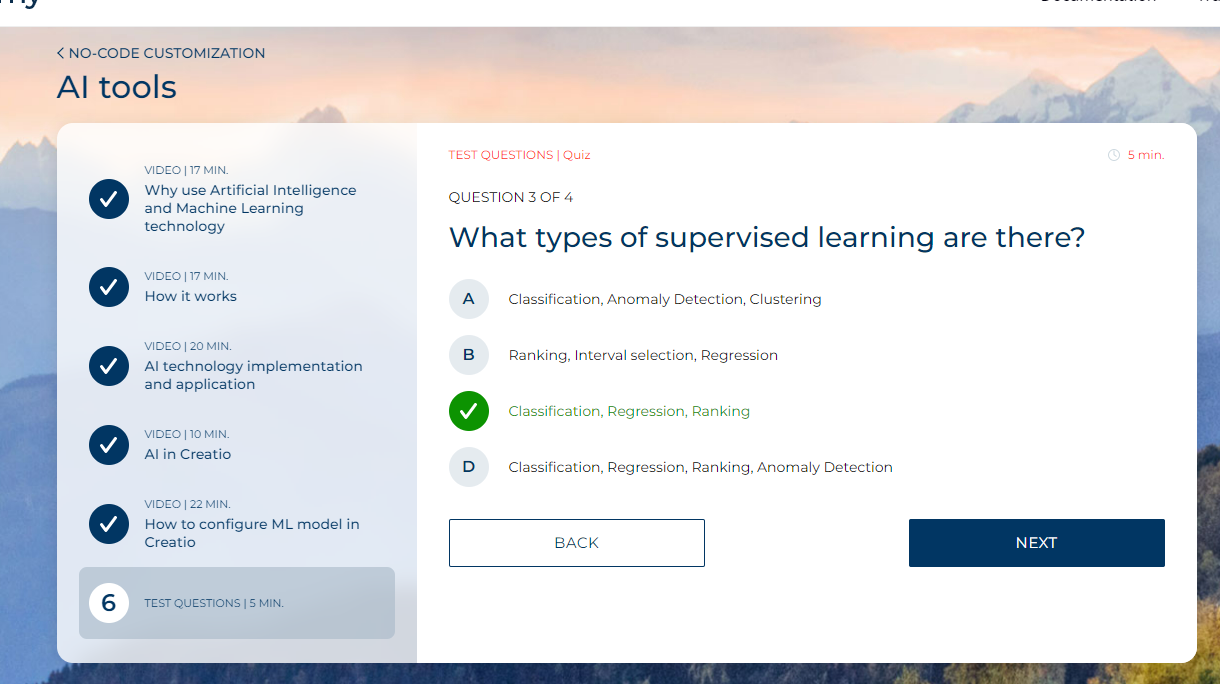 NO-CODE CUSTOMIZATION
AI tools
VIDEO | 17 MIN.
Why use Artificial Intelligence
and Machine Learning
technology
VIDEO | 17 MIN.
How it works
VIDEO | 20 MIN.
AI technology implementation
and application
VIDEO | 10 MIN.
AI in Creatio
VIDEO | 22 MIN.
How to configure ML model in
Creatio
6
TEST QUESTIONS | 5 MIN.
TEST QUESTIONS | Quiz
5 min.
QUESTION 3 OF 4
What types of supervised learning are there?
A Classification, Anomaly Detection, Clustering
B Ranking, Interval selection, Regression
Classification, Regression, Ranking
D Classification, Regression, Ranking, Anomaly Detection
BACK
NEXT